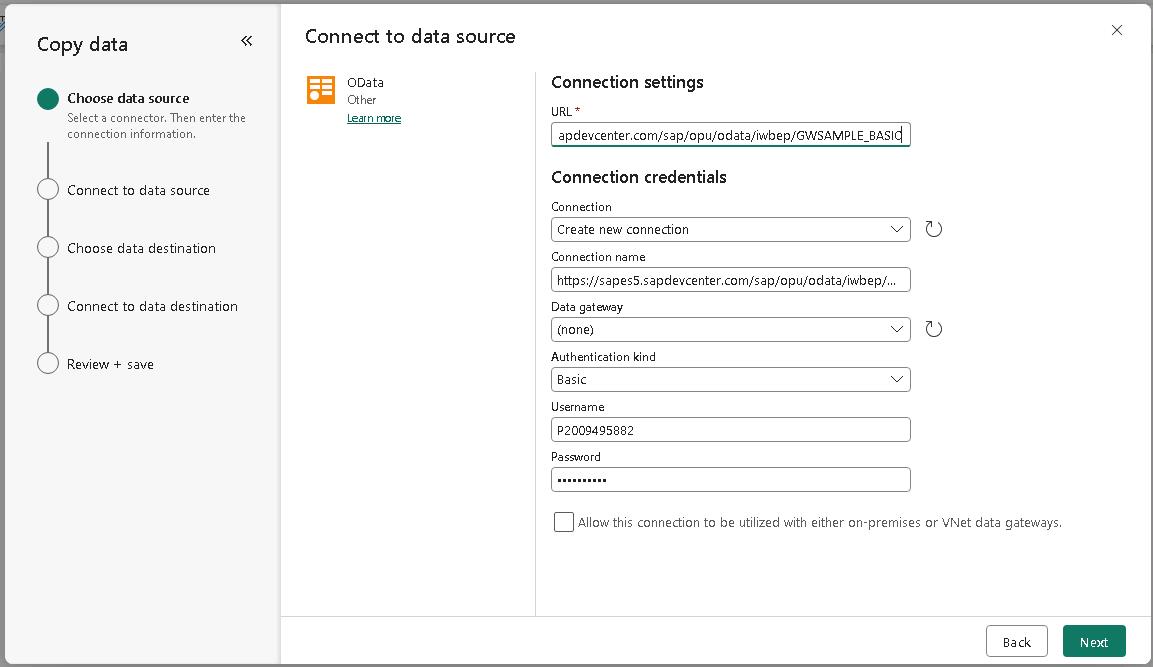 Copy data
Choose data source
Select a connector. Then enter the
connection information.
Connect to data source
Choose data destination
Connect to data destination
Review + save
Connect to data source
OData
Other
Learn more
Connection settings
URL *
apdevcenter.com/sap/opu/odata/iwbep/GWSAMPLE_BASIC
Connection credentials
Connection
Create new connection
Connection name
https://sapes5.sapdevcenter.com/sap/opu/odata/iwbep/...
Data gateway
(none)
Authentication kind
Basic
Username
P2009495882
Password
••••••••••
Allow this connection to be utilized with either on-premises or VNet data gateways.
Back
Next